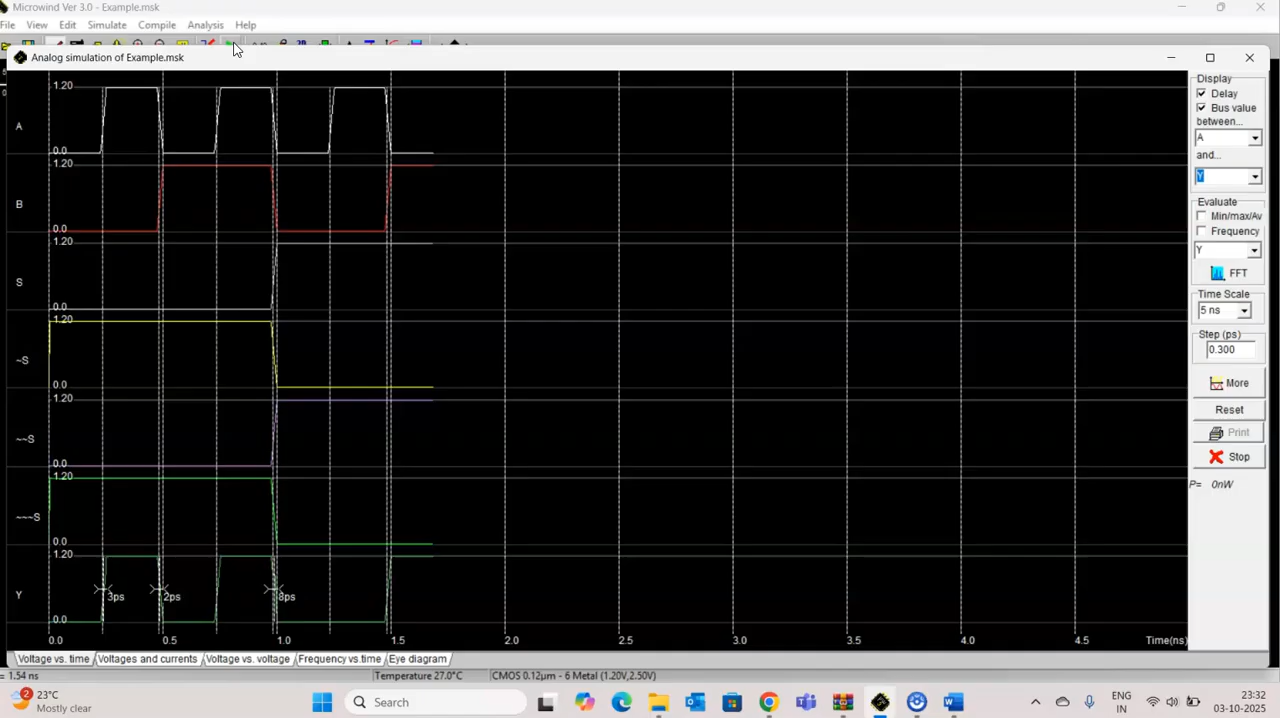 Microwind Ver 3.0 - Example.msk
File View Edit Simulate Compile Analysis Help
Analog simulation of Example.msk
Display
Delay
Bus value
between...
A
and...
Y
Evaluate
Min/max/Av
Frequency
Y
FFT
Time Scale
5 ns
Step (ps)
0.300
More
Reset
Print
Stop
P= 0nW
1.20
A
0.0
1.20
B
0.0
1.20
S
0.0
1.20
~S
0.0
1.20
~~S
0.0
1.20
~~~S
0.0
1.20
Y
3ps 2ps 8ps
0.0
0.0 0.5 1.0 1.5 2.0 2.5 3.0 3.5 4.0 4.5 Time(ns)
Voltage vs. time Voltages and currents Voltage vs. voltage Frequency vs.time Eye diagram
= 1.54 ns Temperature 27.0°C CMOS 0.12µm - 6 Metal (1.20V,2.50V)
2
23°C
Mostly clear
Search
ENG
IN
23:32
03-10-2025